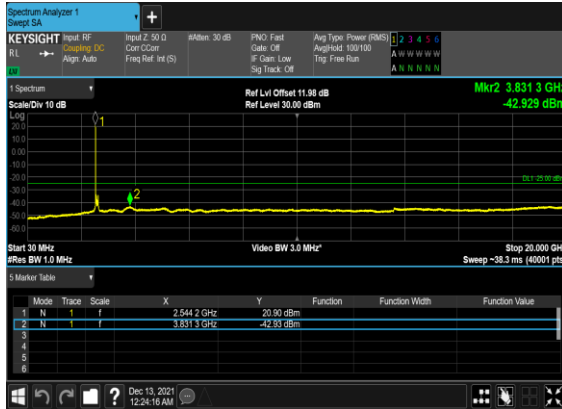 Spectrum Analyzer 1
Swept SA
+
KEYSIGHT Input: RF Input Z: 50 Ω #Atten: 30 dB PNO: Fast Avg Type: Power (RMS) 1 2 3 4 5 6
RL Coupling: DC Corr CCorr Gate: Off Avg|Hold: 100/100 A W W W W W
Align: Auto Freq Ref: Int (S) IF Gain: Low Trig: Free Run
LU Sig Track: Off A N N N N N
1 Spectrum Ref Lvl Offset 11.98 dB Mkr2 3.831 3 GHz
Scale/Div 10 dB Ref Level 30.00 dBm -42.929 dBm
Log
1
20.0
10.0
0.00
-10.0
-20.0
DL1 -25.00 dBm
-30.0
2
-40.0
-50.0
-60.0
Start 30 MHz Video BW 3.0 MHz* Stop 20.000 GHz
#Res BW 1.0 MHz Sweep ~38.3 ms (40001 pts)
5 Marker Table
Mode Trace Scale X Y Function Function Width Function Value
1 N 1 f 2.544 2 GHz 20.90 dBm
2 N 1 f 3.831 3 GHz -42.93 dBm
3
4
5
6
? Dec 13, 2021
12:24:16 AM